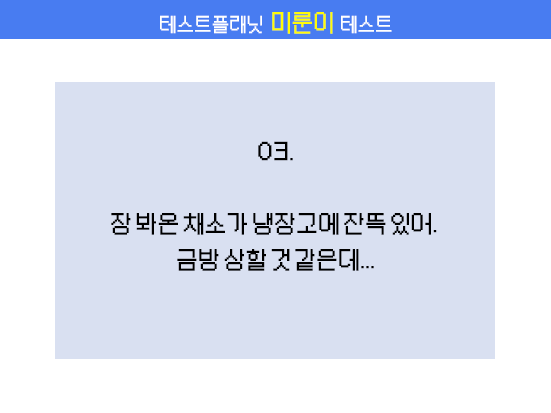 테스트플래닛 미룬이 테스트
03.
장 봐온 채소가 냉장고에 잔뜩 있어.
금방 상할 것 같은데...